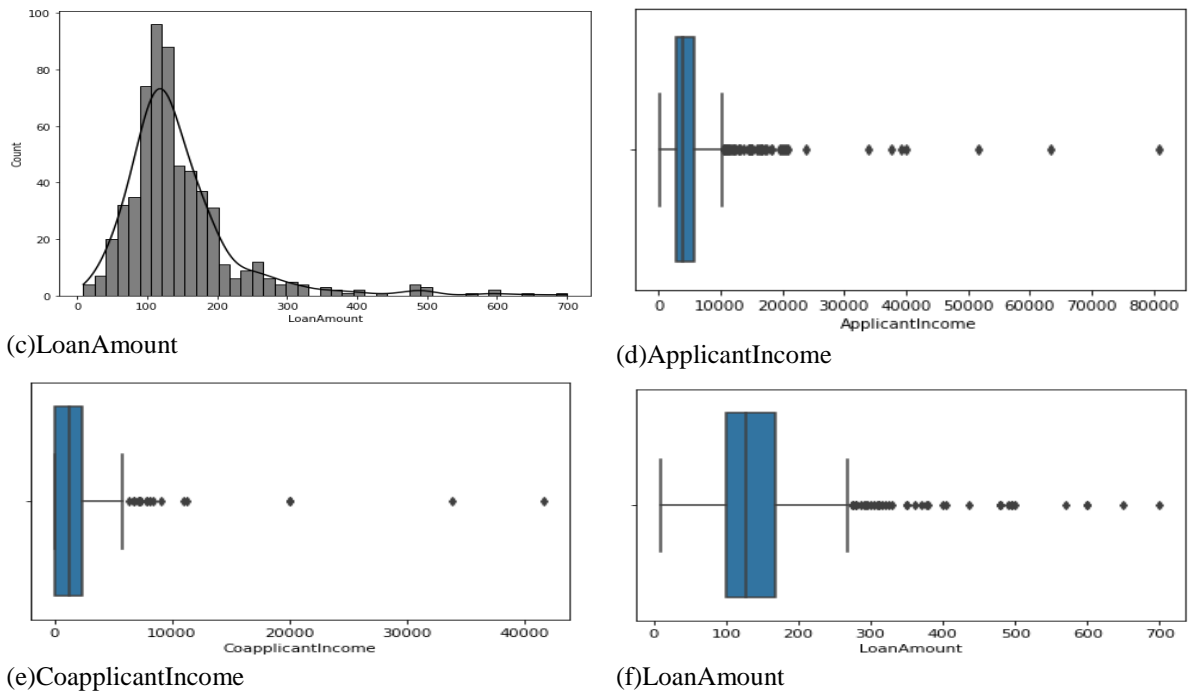 100
80
60
40
20
0
Count
0 100 200 300 400 500 600 700
LoanAmount
(c)LoanAmount
0 10000 20000 30000 40000 50000 60000 70000 80000
ApplicantIncome
(d)ApplicantIncome
0 10000 20000 30000 40000
CoapplicantIncome
(e)CoapplicantIncome
0 100 200 300 400 500 600 700
LoanAmount
(f)LoanAmount